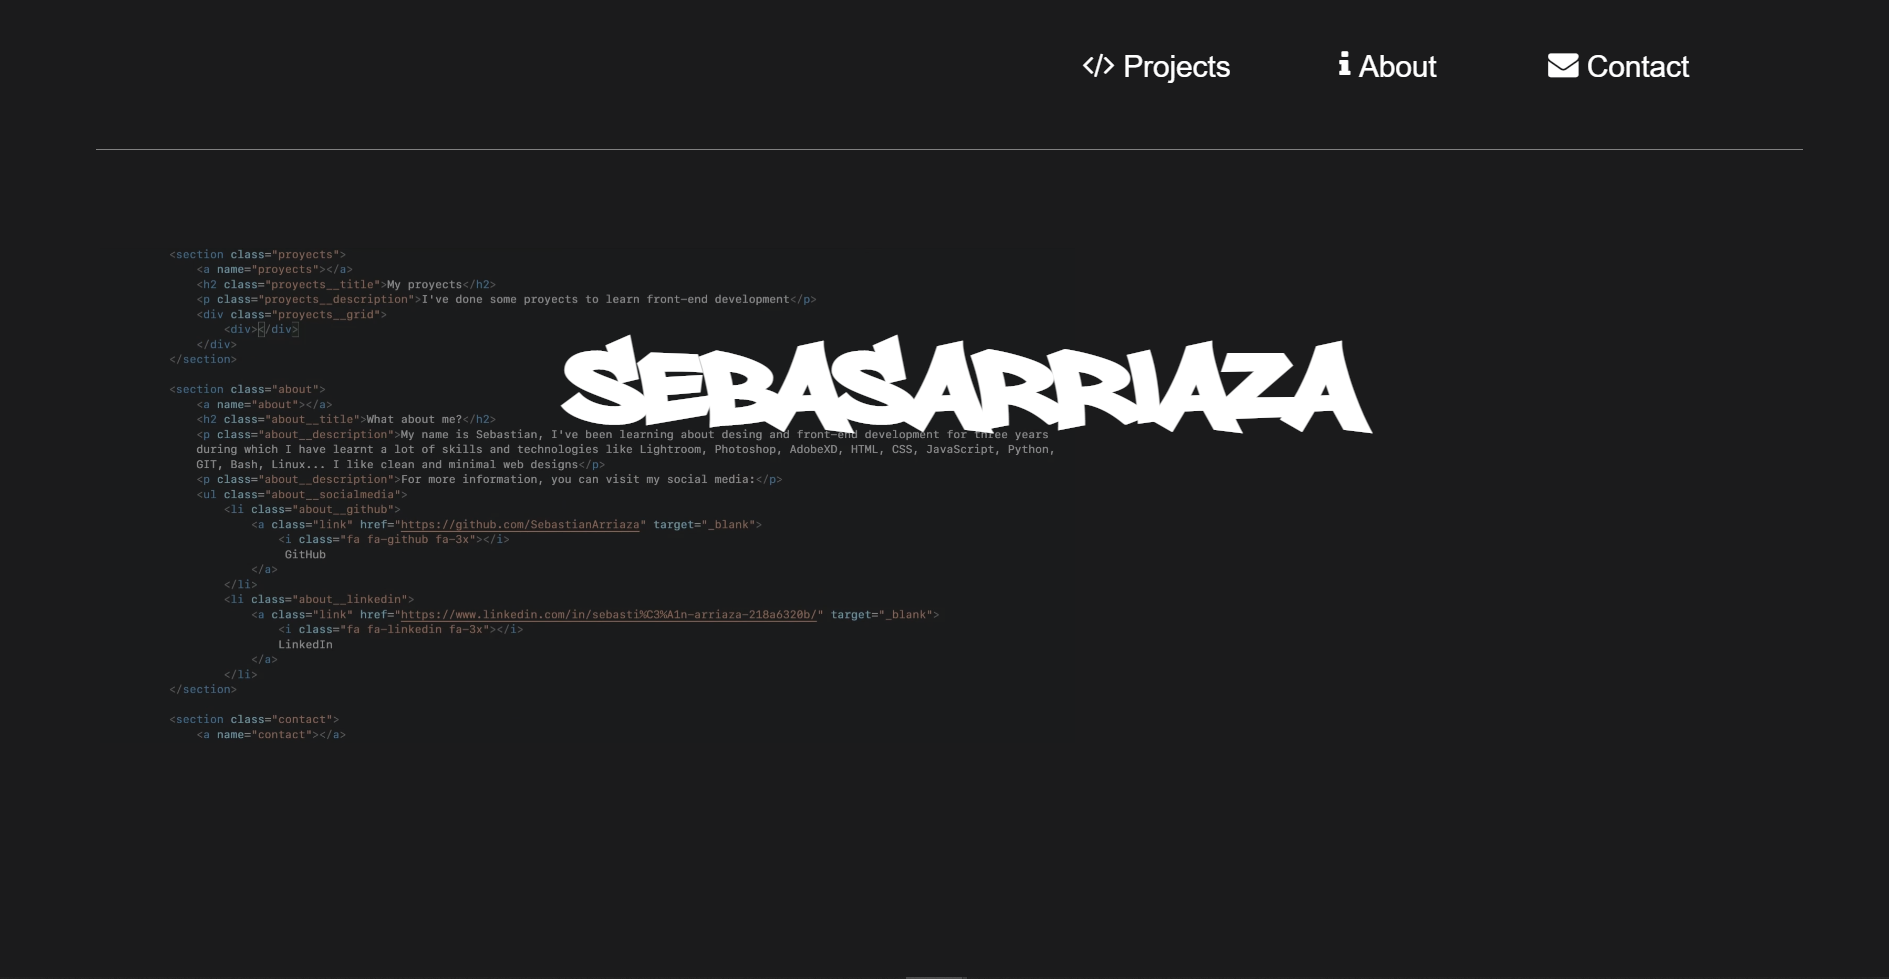 Projects
About
Contact
<section class="proyects">
<a name="proyects"></a>
<h2 class="proyects__title">My proyects</h2>
<p class="proyects__description">I've done some proyects to learn front-end development</p>
<div class="proyects__grid">
<div></div>
</div>
</section>
SEBASARRIAZA
<section class="about">
<a name="about"></a>
<h2 class="about__title">What about me?</h2>
<p class="about__description">My name is Sebastian, I've been learning about desing and front-end development for three years
during which I have learnt a lot of skills and technologies like Lightroom, Photoshop, AdobeXD, HTML, CSS, JavaScript, Python,
GIT, Bash, Linux... I like clean and minimal web designs</p>
<p class="about__description">For more information, you can visit my social media:</p>
<ul class="about__socialmedia">
<li class="about__github">
<a class="link" href="https://github.com/SebastianArriaza" target="_blank">
<i class="fa fa-github fa-3x"></i>
GitHub
</a>
</li>
<li class="about__linkedin">
<a class="link" href="https://www.linkedin.com/in/sebasti%C3%A1n-arriaza-218a6320b/" target="_blank">
<i class="fa fa-linkedin fa-3x"></i>
LinkedIn
</a>
</li>
</section>
<section class="contact">
<a name="contact"></a>